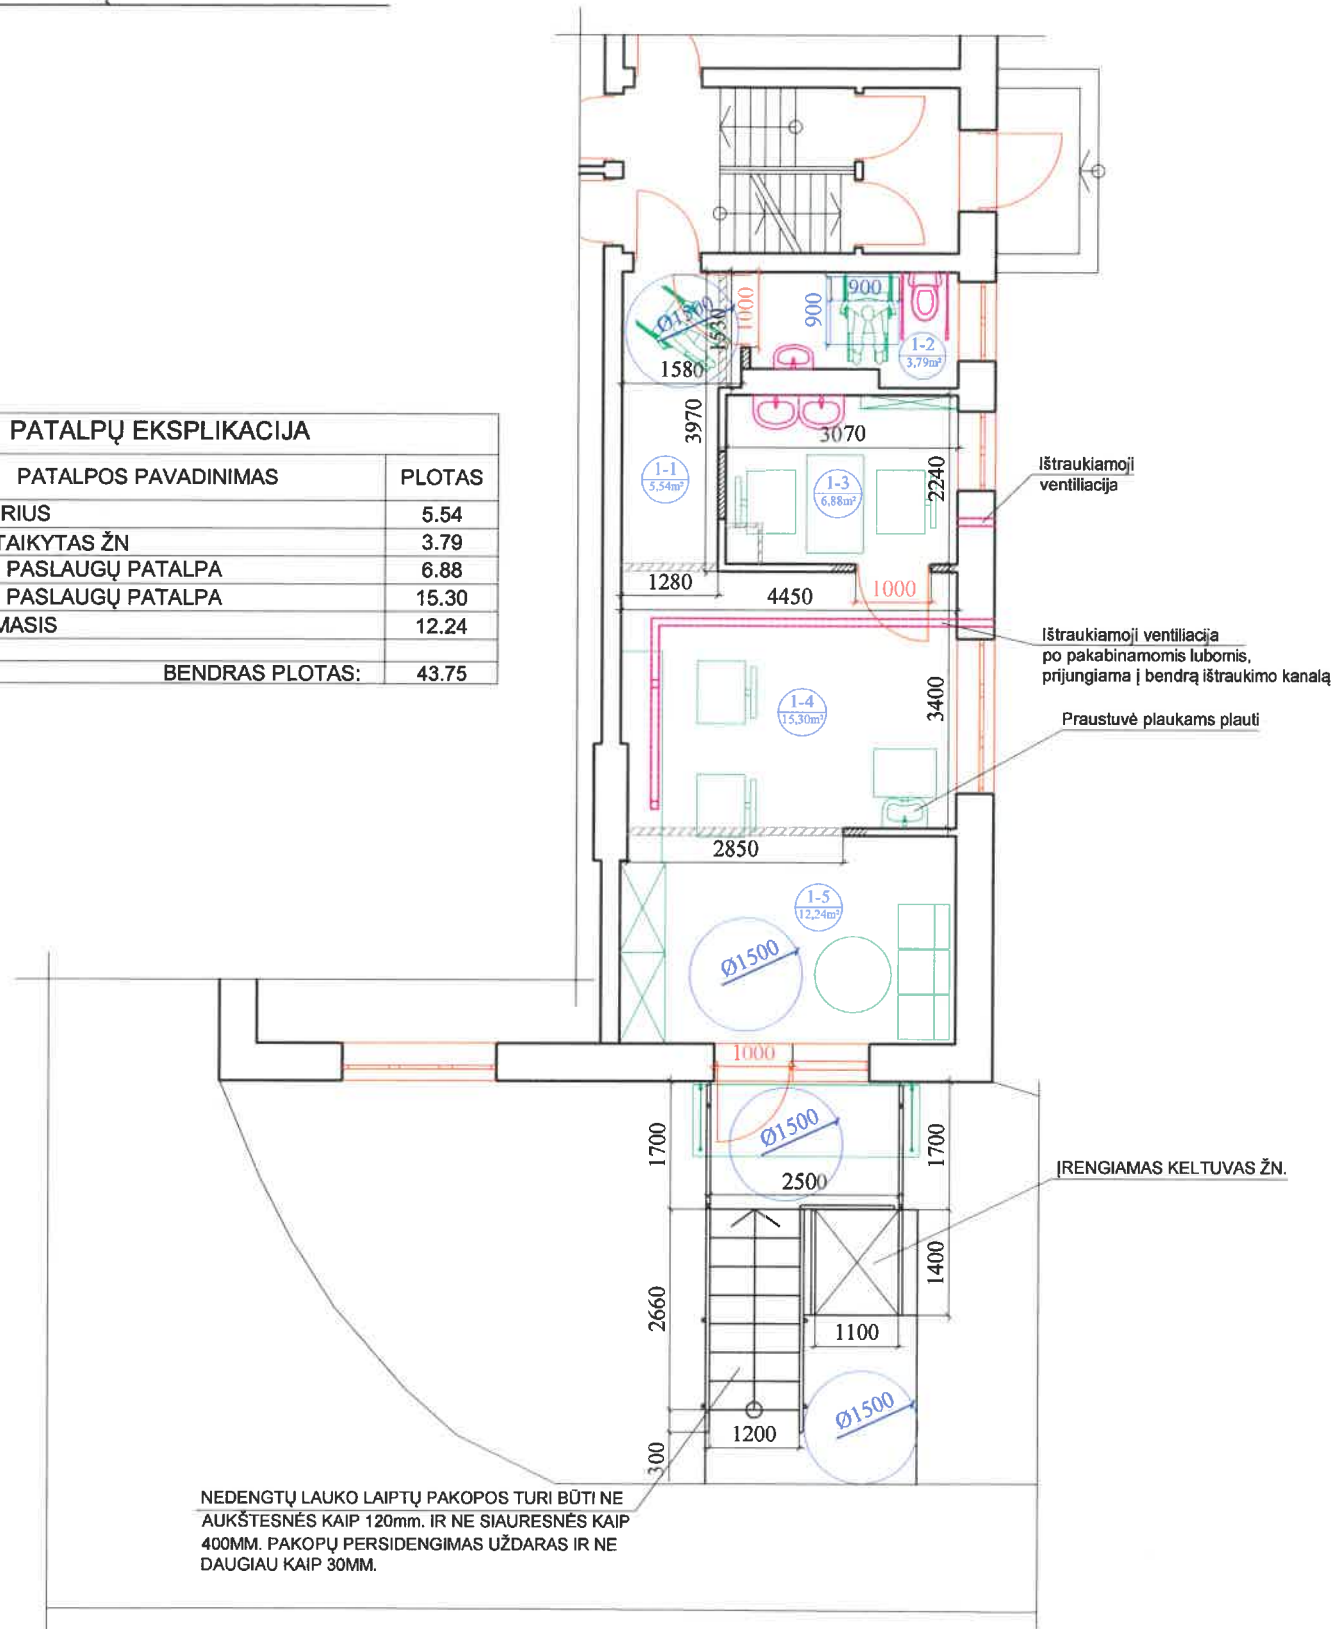 PATALPŲ EKSPLIKACIJA
PATALPOS PAVADINIMAS PLOTAS
RIUS 5.54
TAIKYTAS ŽN 3.79
PASLAUGŲ PATALPA 6.88
PASLAUGŲ PATALPA 15.30
MASIS 12.24
BENDRAS PLOTAS: 43.75
Ø1500
1530
1000
900
900
1-2
3,79m²
1580
3970
3070
2240
1-1
5,54m²
1-3
6,88m²
Ištraukiamoji
ventiliacija
1280
4450
1000
Ištraukiamoji ventiliacija
po pakabinamomis lubomis,
prijungiama į bendrą ištraukimo kanalą
1-4
15,30m²
3400
Praustuvė plaukams plauti
2850
1-5
12,24m²
Ø1500
1000
1700
Ø1500
1700
2500
ĮRENGIAMAS KELTUVAS ŽN.
2660
1400
1100
Ø1500
1200
300
NEDENGTŲ LAUKO LAIPTŲ PAKOPOS TURI BŪTI NE
AUKŠTESNĖS KAIP 120mm. IR NE SIAURESNĖS KAIP
400MM. PAKOPŲ PERSIDENGIMAS UŽDARAS IR NE
DAUGIAU KAIP 30MM.